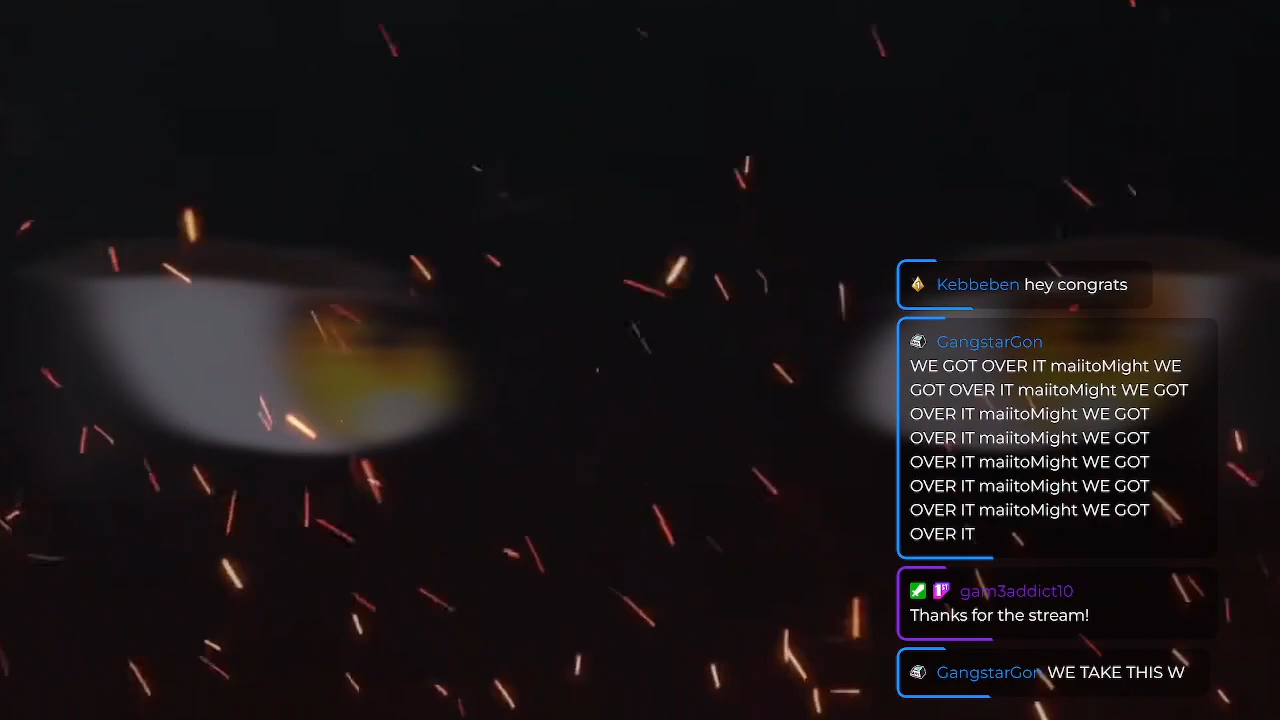 Kebbeben hey congrats
GangstarGon
WE GOT OVER IT maiitoMight WE
GOT OVER IT maiitoMight WE GOT
OVER IT maiitoMight WE GOT
OVER IT maiitoMight WE GOT
OVER IT maiitoMight WE GOT
OVER IT maiitoMight WE GOT
OVER IT maiitoMight WE GOT
OVER IT
gam3addict10
Thanks for the stream!
GangstarGon WE TAKE THIS W